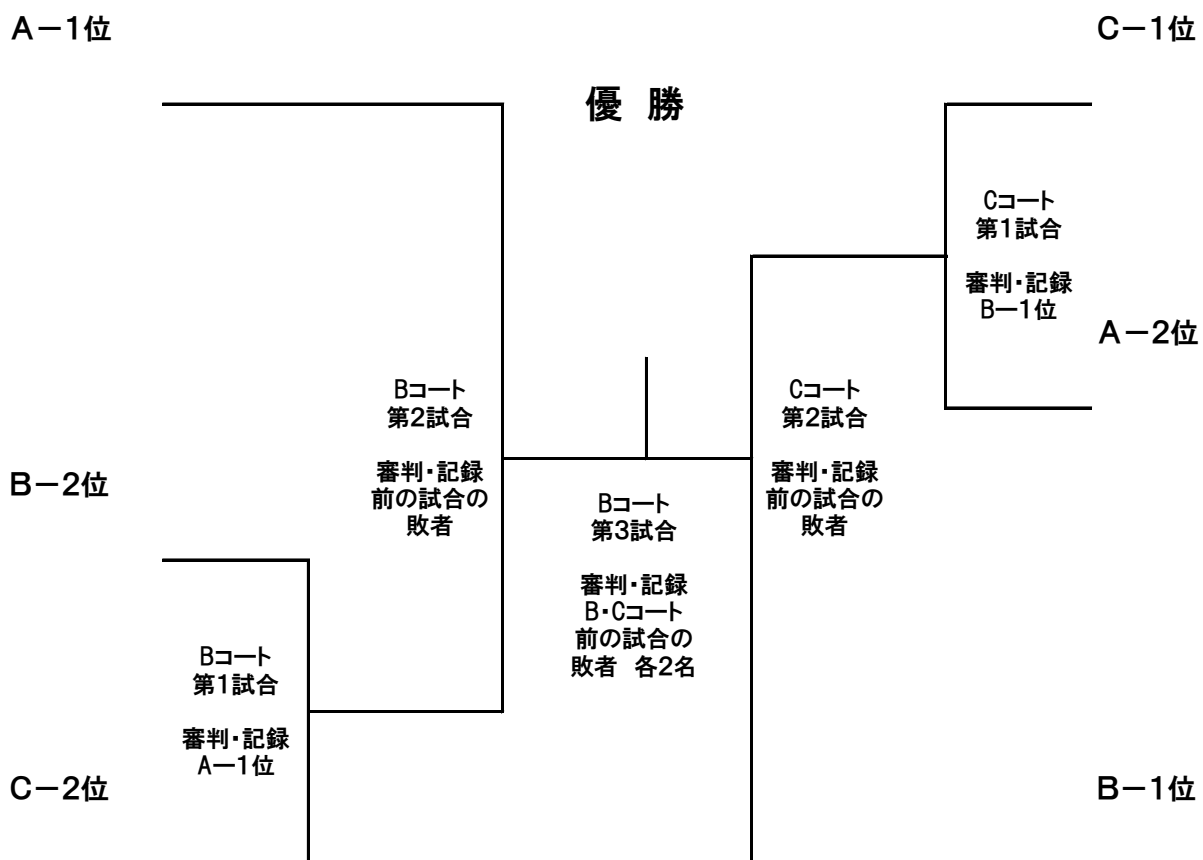 A－1位
C－1位
優 勝
Cコート
第1試合
審判・記録
B－1位
A－2位
Bコート
第2試合
審判・記録
前の試合の
敗者
Cコート
第2試合
審判・記録
前の試合の
敗者
B－2位
Bコート
第3試合
審判・記録
B・Cコート
前の試合の
敗者　各2名
Bコート
第1試合
審判・記録
A－1位
C－2位
B－1位